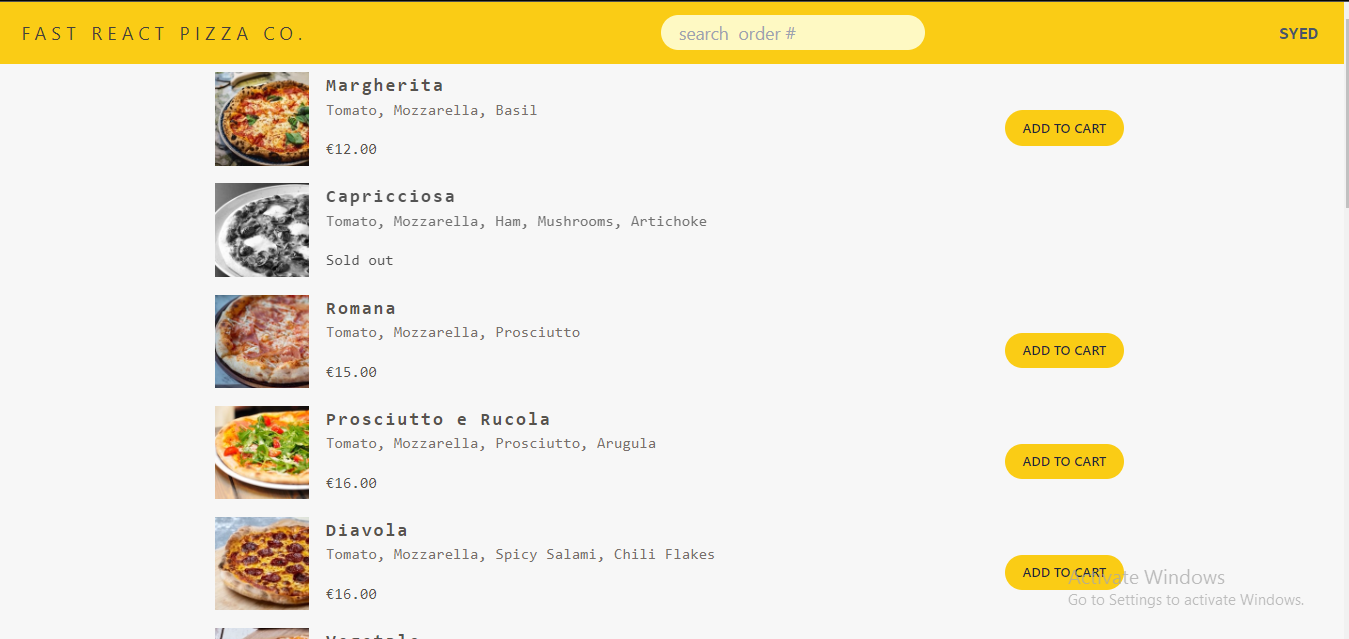 FAST REACT PIZZA CO.
search order #
SYED
Margherita
Tomato, Mozzarella, Basil
€12.00
ADD TO CART
Capricciosa
Tomato, Mozzarella, Ham, Mushrooms, Artichoke
Sold out
Romana
Tomato, Mozzarella, Prosciutto
€15.00
ADD TO CART
Prosciutto e Rucola
Tomato, Mozzarella, Prosciutto, Arugula
€16.00
ADD TO CART
Diavola
Tomato, Mozzarella, Spicy Salami, Chili Flakes
€16.00
ADD TO CART
Activate Windows
Go to Settings to activate Windows.